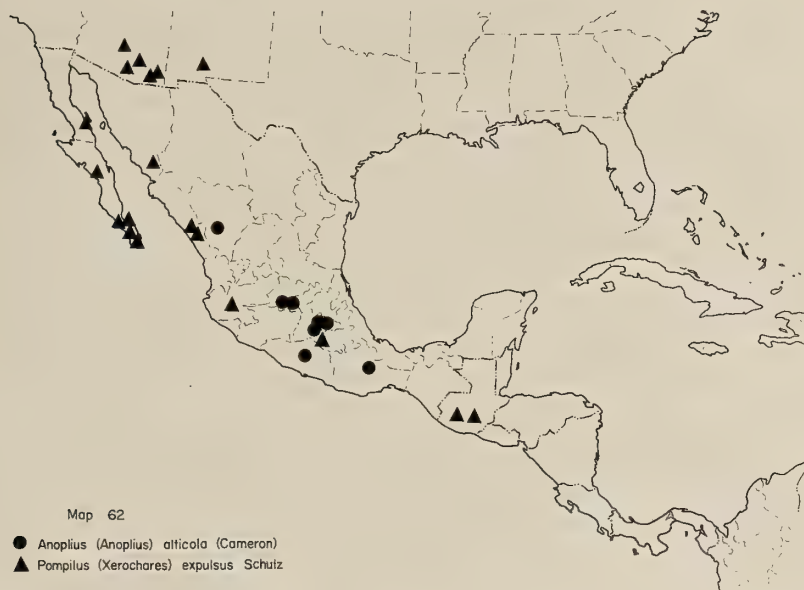 Map 62
Anoplius (Anoplius) alticola (Cameron)
Pompilus (Xerochares) expulsus Schulz